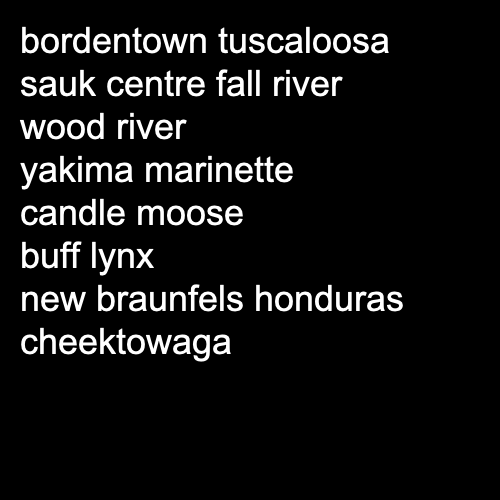 bordentown tuscaloosa
sauk centre fall river
wood river
yakima marinette
candle moose
buff lynx
new braunfels honduras
cheektowaga